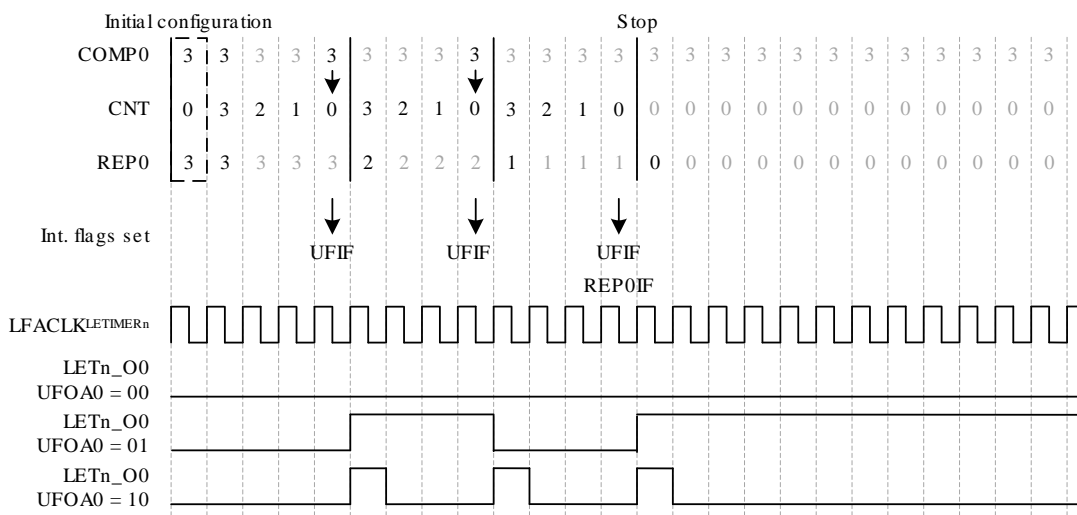 Initial configuration Stop
COMP0 3 3 3 3 3 3 3 3 3 3 3 3 3 3 3 3 3 3 3 3 3 3 3 3 3
CNT 0 3 2 1 0 3 2 1 0 3 2 1 0 0 0 0 0 0 0 0 0 0 0 0 0
REP0 3 3 3 3 3 2 2 2 2 1 1 1 1 0 0 0 0 0 0 0 0 0 0 0 0
Int. flags set
UFIF UFIF UFIF
REP0IF
LFACLKLETIMERn
LETn_O0
UFOA0 = 00
LETn_O0
UFOA0 = 01
LETn_O0
UFOA0 = 10